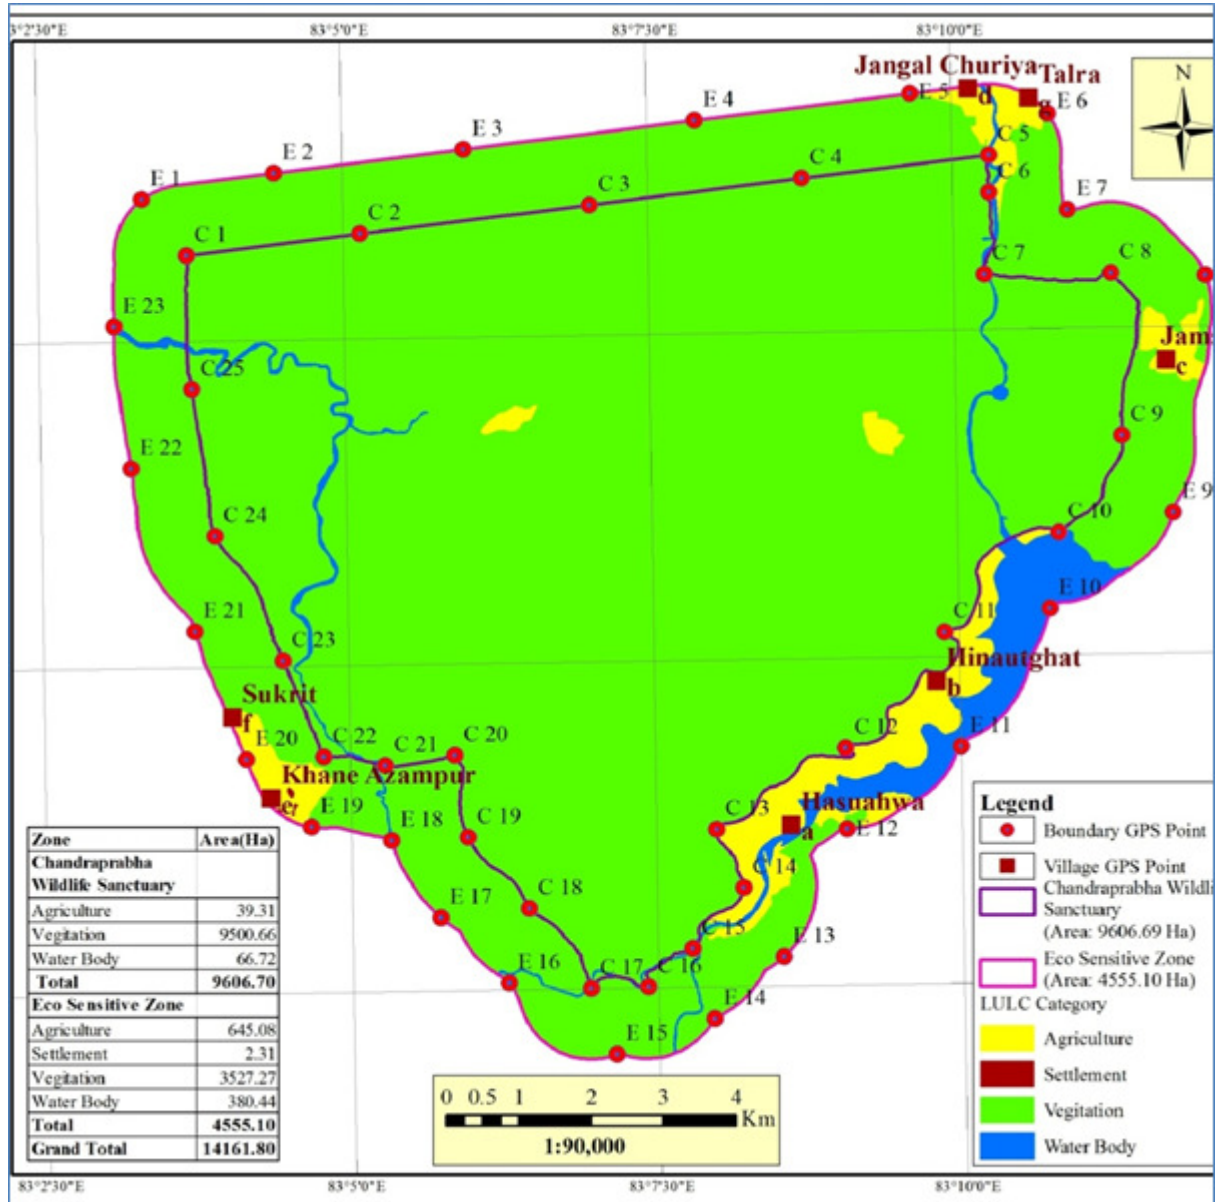 3°2'30"E 83°5'0"E 83°7'30"E 83°10'0"E
N
Jangal Churiya
d
Talra
g
E 5
E 6
E 4
E 3
E 2
E 1
C 5
C 6
C 4
C 3
C 2
C 1
E 7
C 7
C 8
E 23
Jam
c
C 25
C 9
E 22
E 9
C 24
C 10
E 10
E 21
C 11
C 23
Hinautghat
b
Sukrit
f
E 20
C 22
C 21
C 20
C 12
E 11
Khane Azampur
e
E 19
E 18
C 19
C 13
Hasuahwa
a
E 12
C 14
E 17
C 18
C 15
E 13
E 16
C 17
C 16
E 14
E 15
Zone Area(Ha)
Chandraprabha
Wildlife Sanctuary
Agriculture 39.31
Vegitation 9500.66
Water Body 66.72
Total 9606.70
Eco Sensitive Zone
Agriculture 645.08
Settlement 2.31
Vegitation 3527.27
Water Body 380.44
Total 4555.10
Grand Total 14161.80
0 0.5 1 2 3 4
Km
1:90,000
Legend
Boundary GPS Point
Village GPS Point
Chandraprabha Wildli
Sanctuary
(Area: 9606.69 Ha)
Eco Sensitive Zone
(Area: 4555.10 Ha)
LULC Category
Agriculture
Settlement
Vegitation
Water Body
83°2'30"E 83°5'0"E 83°7'30"E 83°10'0"E